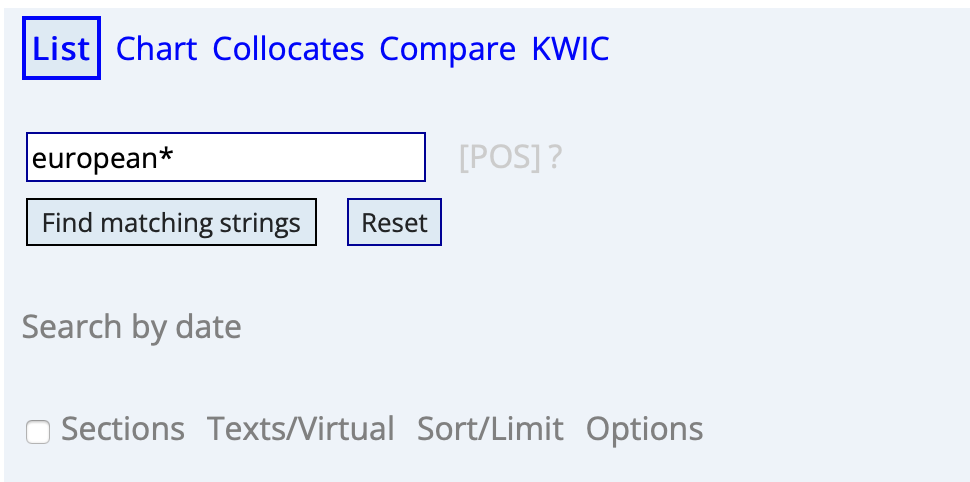 List Chart Collocates Compare KWIC
european* [POS] ?
Find matching strings Reset
Search by date
Sections Texts/Virtual Sort/Limit Options